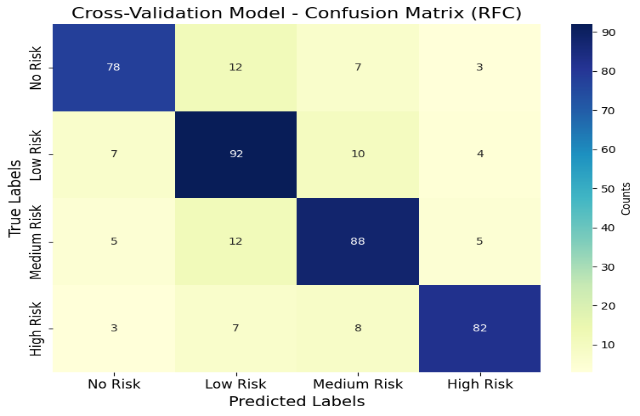 Cross-Validation Model - Confusion Matrix (RFC)
No Risk
78 12 7 3
Low Risk
7 92 10 4
Medium Risk
5 12 88 5
High Risk
3 7 8 82
No Risk Low Risk Medium Risk High Risk
Predicted Labels
True Labels
90
80
70
60
50
40
30
20
10
Counts